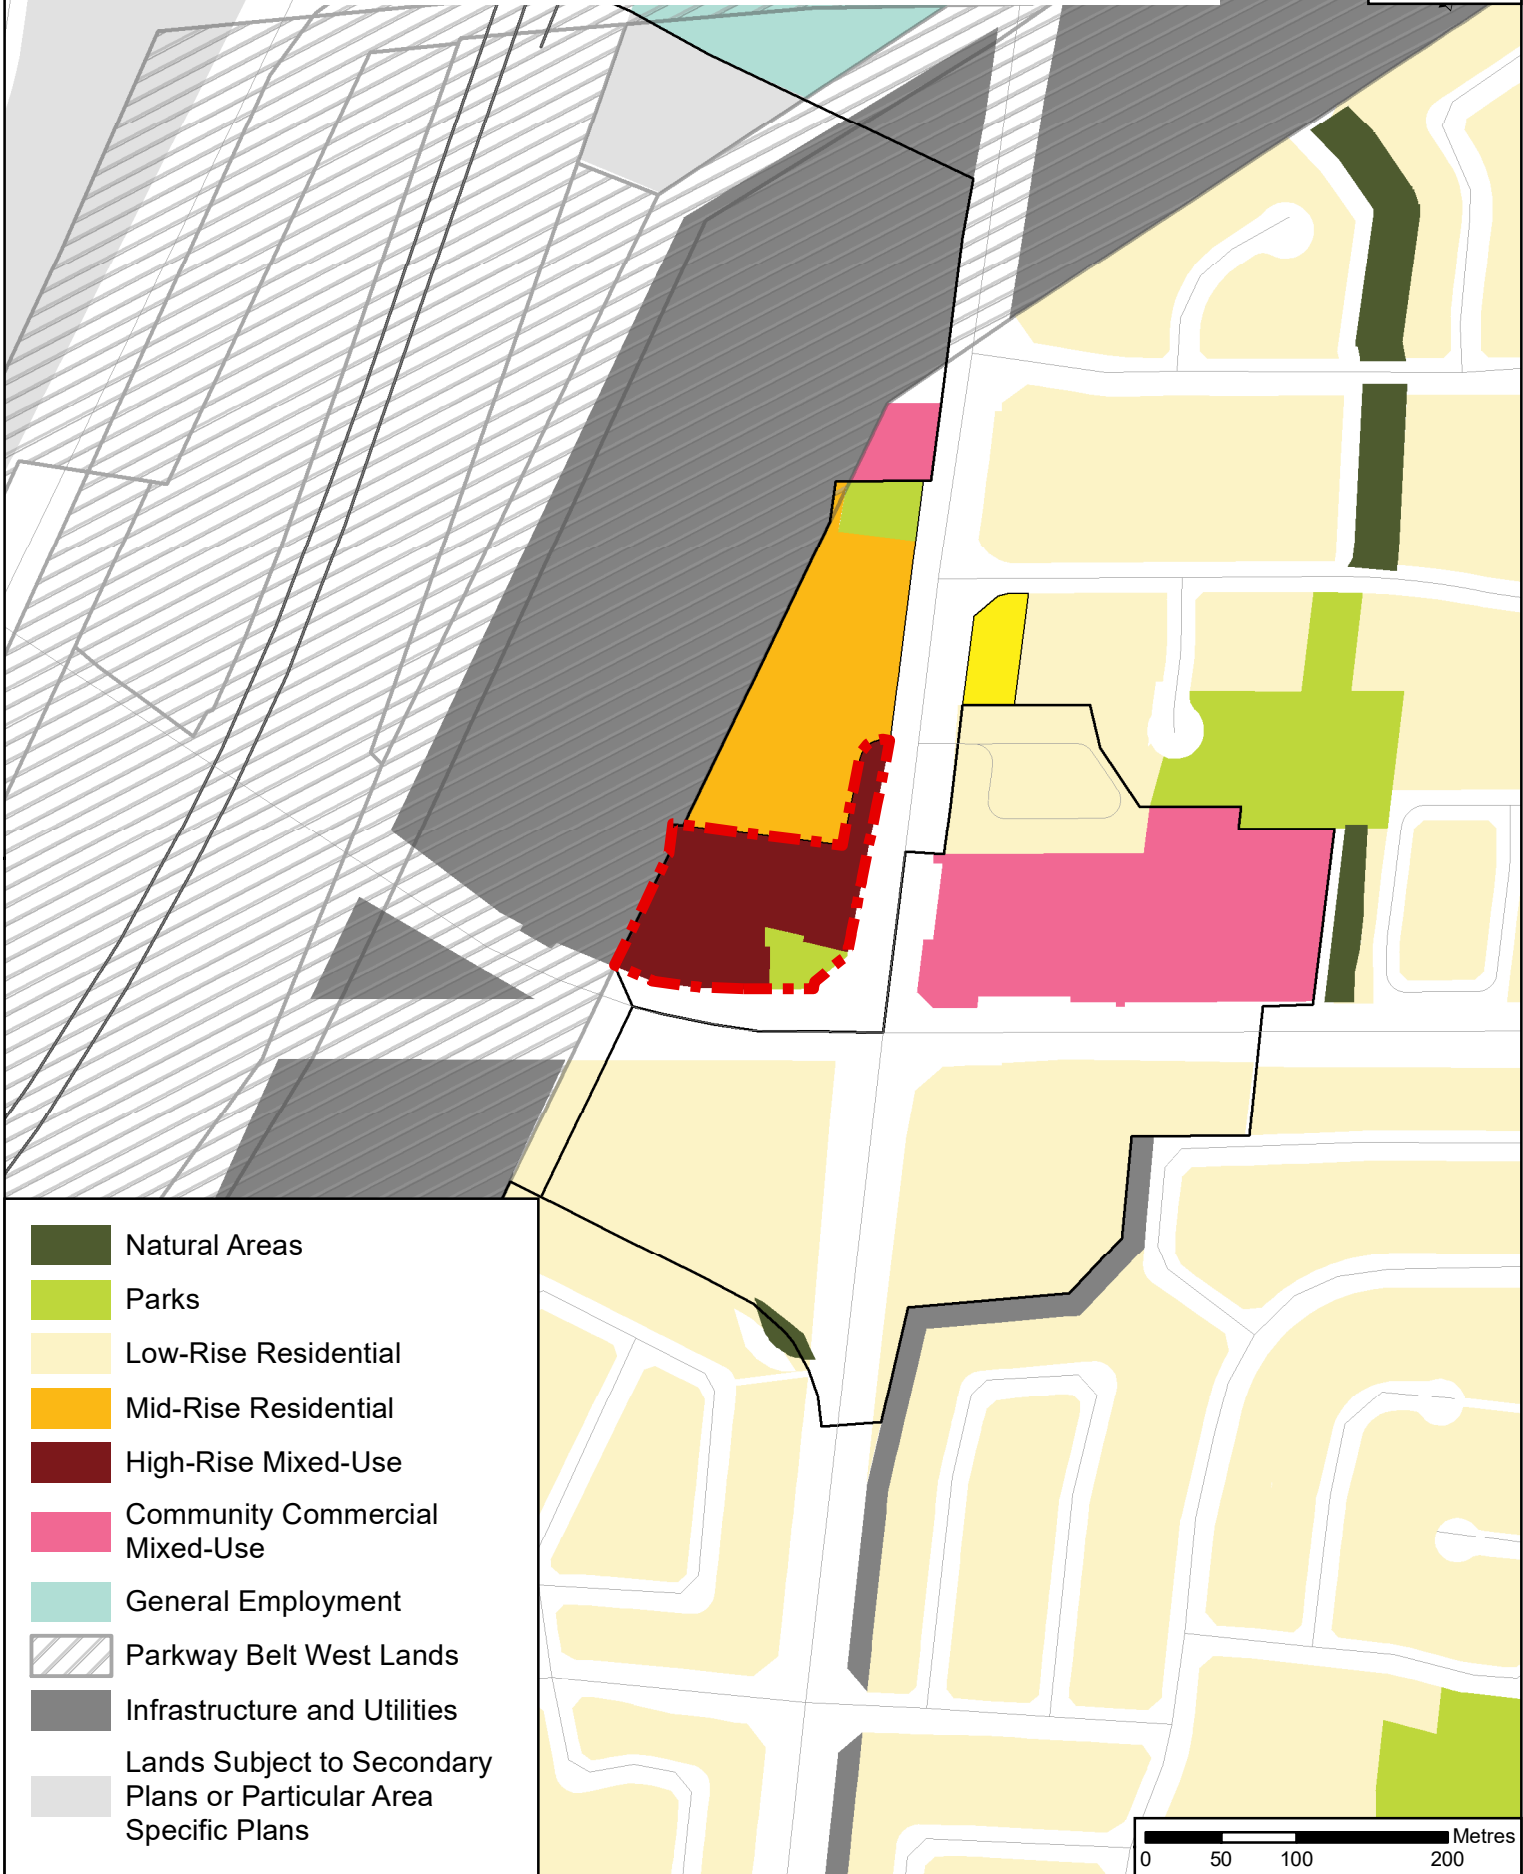 Natural Areas
Parks
Low-Rise Residential
Mid-Rise Residential
High-Rise Mixed-Use
Community Commercial
Mixed-Use
General Employment
Parkway Belt West Lands
Infrastructure and Utilities
Lands Subject to Secondary
Plans or Particular Area
Specific Plans
Metres
0 50 100 200